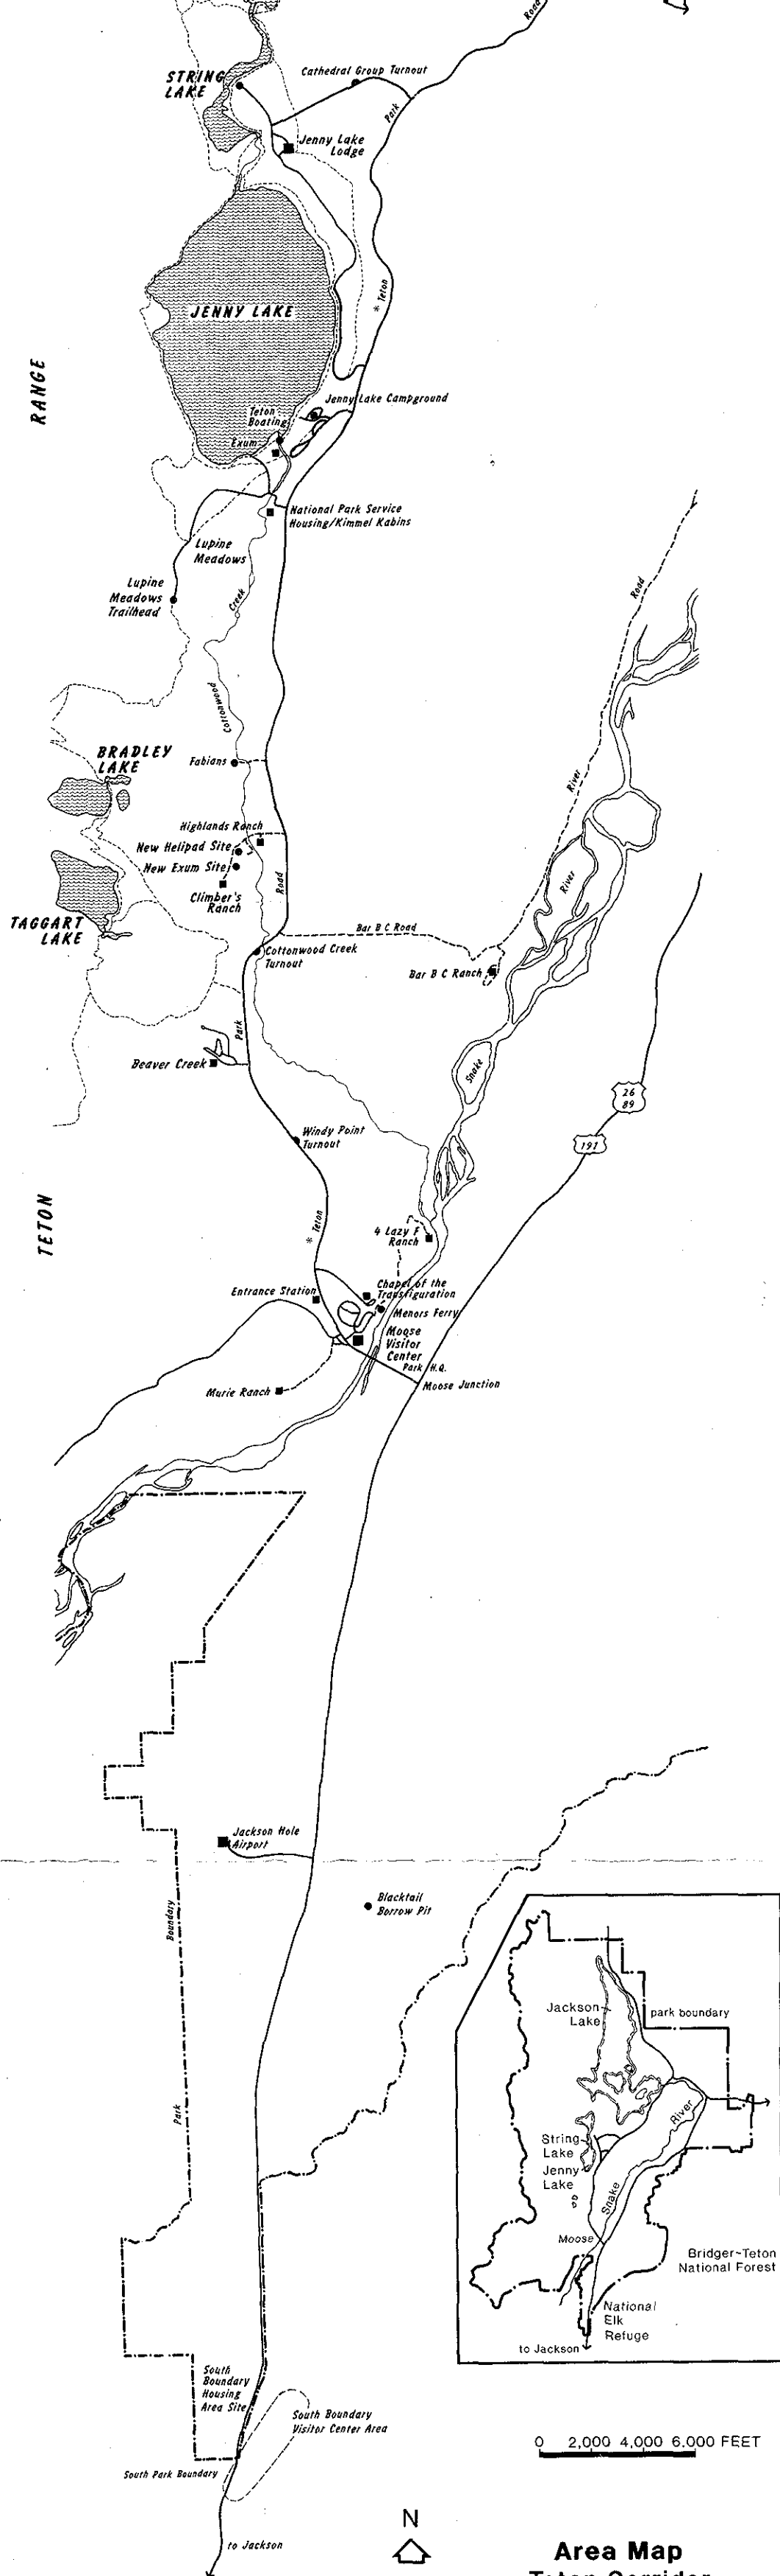 Road
STRING
LAKE
Cathedral Group Turnout
Park
Jenny Lake
Lodge
JENNY LAKE
* Teton
RANGE
Jenny Lake Campground
Teton
Boating
Exum
National Park Service
Housing/Kimmel Kabins
Lupine
Meadows
Lupine
Meadows
Trailhead
Creek
Road
Cottonwood
BRADLEY
LAKE
Fabians
River
Highlands Ranch
New Helipad Site
New Exum Site
Climber's
Ranch
Road
River
TAGGART
LAKE
Bar B C Road
Cottonwood Creek
Turnout
Bar B C Ranch
Park
Beaver Creek
Snake
26
89
191
Windy Point
Turnout
TETON
* Teton
4 Lazy F
Ranch
Entrance Station
Chapel of the
Transfiguration
Menors Ferry
Moose
Visitor
Center
Park H.Q.
Murie Ranch
Moose Junction
Jackson Hole
Airport
Blacktail
Borrow Pit
Boundary
Park
Jackson
Lake
park boundary
River
String
Lake
Jenny
Lake
Snake
Moose
Bridger-Teton
National Forest
National
Elk
Refuge
to Jackson
South
Boundary
Housing
Area Site
South Boundary
Visitor Center Area
South Park Boundary
0 2,000 4,000 6,000 FEET
N
to Jackson
Area Map
Teton Corridor